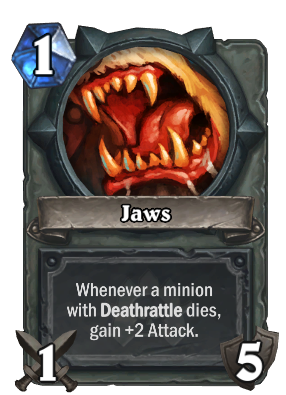 1
Jaws
Whenever a minion
with Deathrattle dies,
gain +2 Attack.
1
5